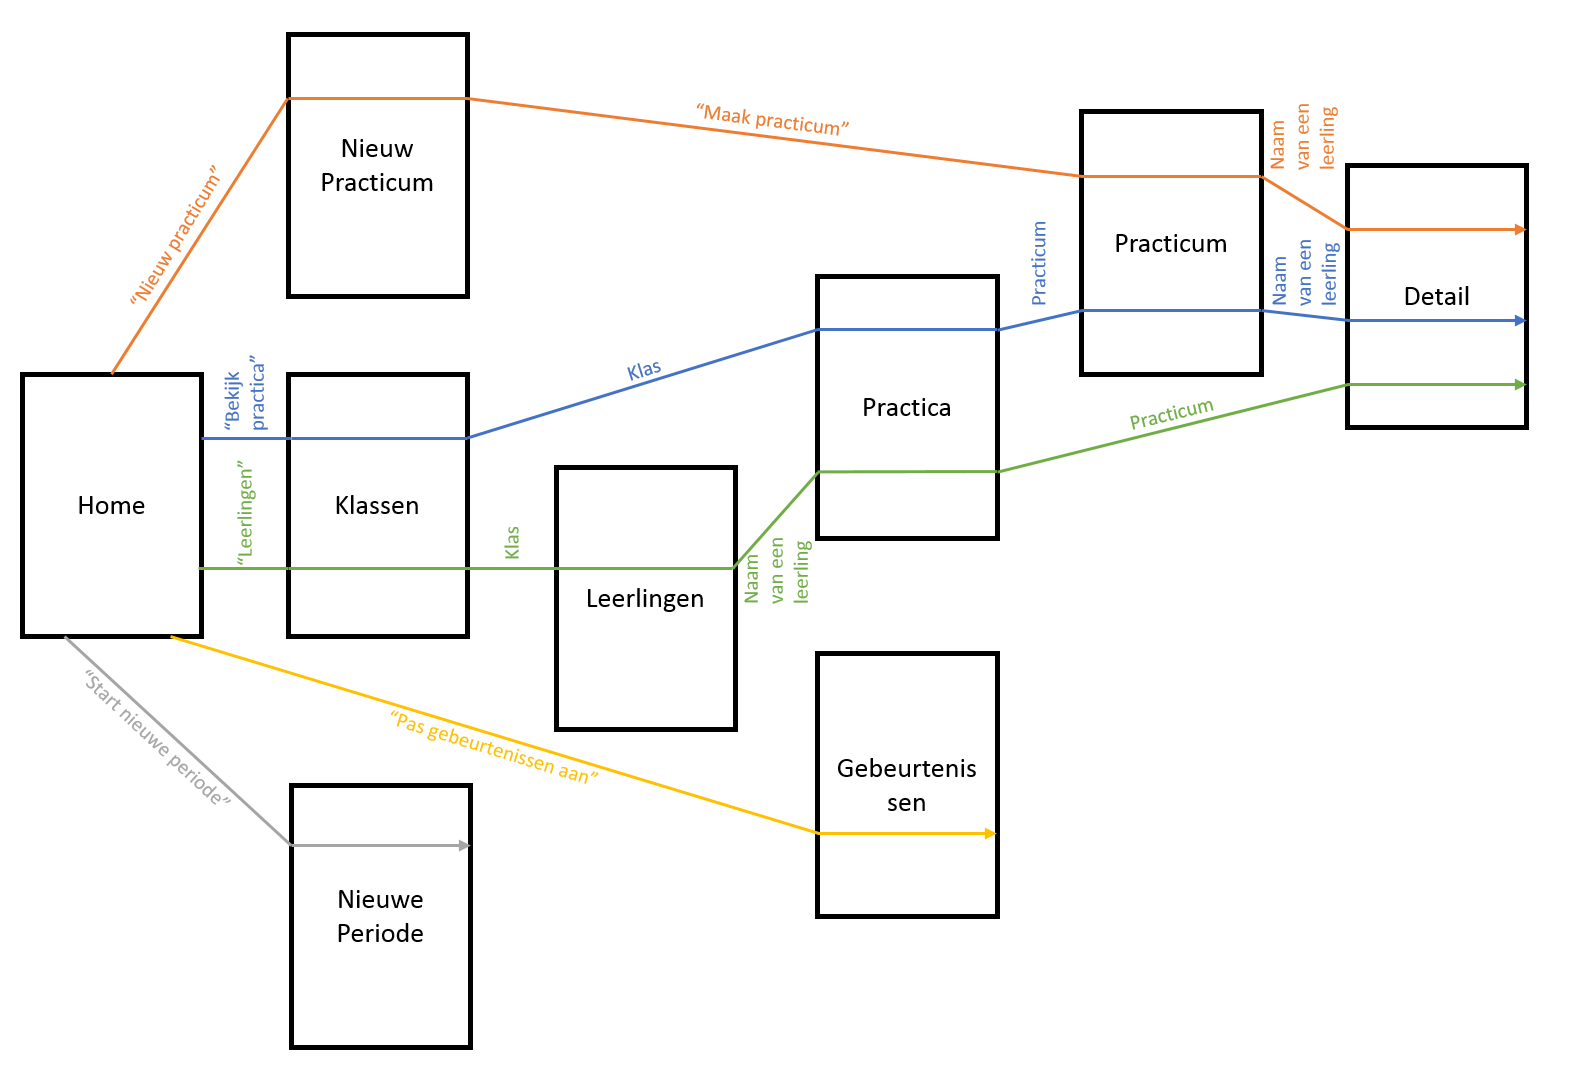 “Nieuw practicum”
Nieuw
Practicum
“Maak practicum”
Practicum
Naam
van een
leerling
Detail
Home
“Bekijk
practica”
Klassen
Klas
Practica
Practicum
Naam
van een
leerling
“Leerlingen”
Klas
Leerlingen
Naam
van een
leerling
Practicum
“Pas gebeurtenissen aan”
Gebeurtenis
sen
“Start nieuwe periode”
Nieuwe
Periode